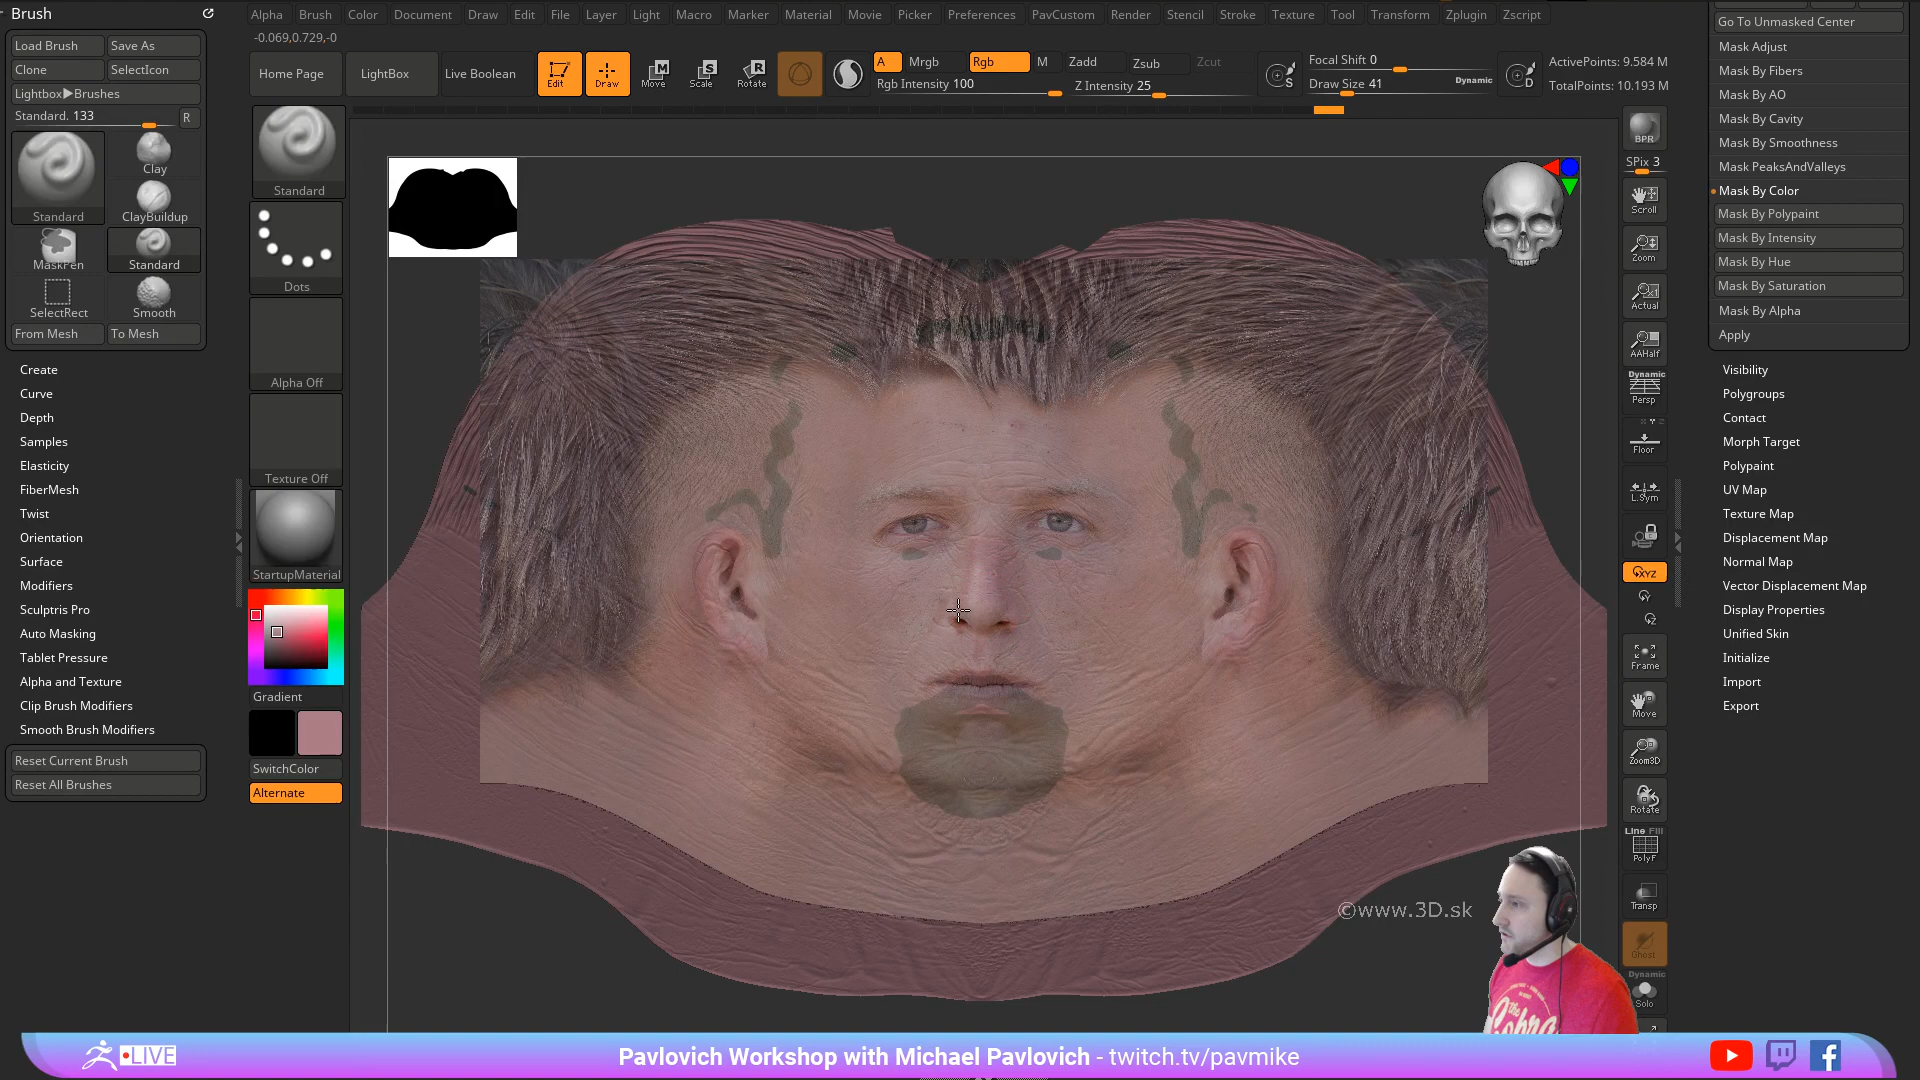 Brush
Alpha Brush Color Document Draw Edit File Layer Light Macro Marker Material Movie Picker Preferences PavCustom Render Stencil Stroke Texture Tool Transform Zplugin Zscript
-0.069,0.729,-0
Load Brush Save As
Clone SelectIcon
Lightbox▶Brushes
Standard. 133 R
Standard
Clay
ClayBuildup
MaskPen
Standard
SelectRect
Smooth
From Mesh To Mesh
Create
Curve
Depth
Samples
Elasticity
FiberMesh
Twist
Orientation
Surface
Modifiers
Sculptris Pro
Auto Masking
Tablet Pressure
Alpha and Texture
Clip Brush Modifiers
Smooth Brush Modifiers
Reset Current Brush
Reset All Brushes
Home Page LightBox Live Boolean
Edit Draw Move Scale Rotate
A Mrgb Rgb M Zadd Zsub Zcut
Rgb Intensity 100 Z Intensity 25
Focal Shift 0
Draw Size 41 Dynamic
S
D
ActivePoints: 9.584 M
TotalPoints: 10.193 M
Standard
Dots
Alpha Off
Texture Off
StartupMaterial
Gradient
SwitchColor
Alternate
©www.3D.sk
BPR
SPix 3
Scroll
Zoom
Actual
AAHalf
Dynamic
Persp
Floor
L.Sym
XYZ
Frame
Move
Zoom3D
Rotate
Line Fill
PolyF
Transp
Ghost
Dynamic
Solo
Go To Unmasked Center
Mask Adjust
Mask By Fibers
Mask By AO
Mask By Cavity
Mask By Smoothness
Mask PeaksAndValleys
Mask By Color
Mask By Polypaint
Mask By Intensity
Mask By Hue
Mask By Saturation
Mask By Alpha
Apply
Visibility
Polygroups
Contact
Morph Target
Polypaint
UV Map
Texture Map
Displacement Map
Normal Map
Vector Displacement Map
Display Properties
Unified Skin
Initialize
Import
Export
LIVE
Pavlovich Workshop with Michael Pavlovich - twitch.tv/pavmike